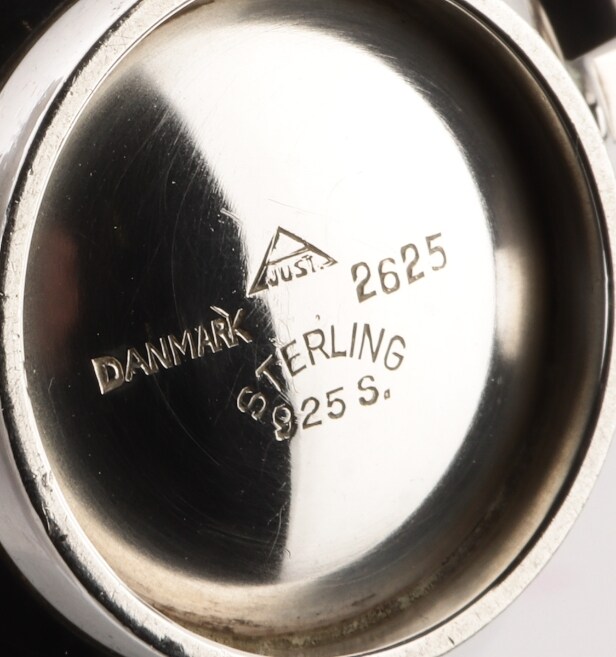 JUST.
2625
DANMARK
STERLING
925 S.